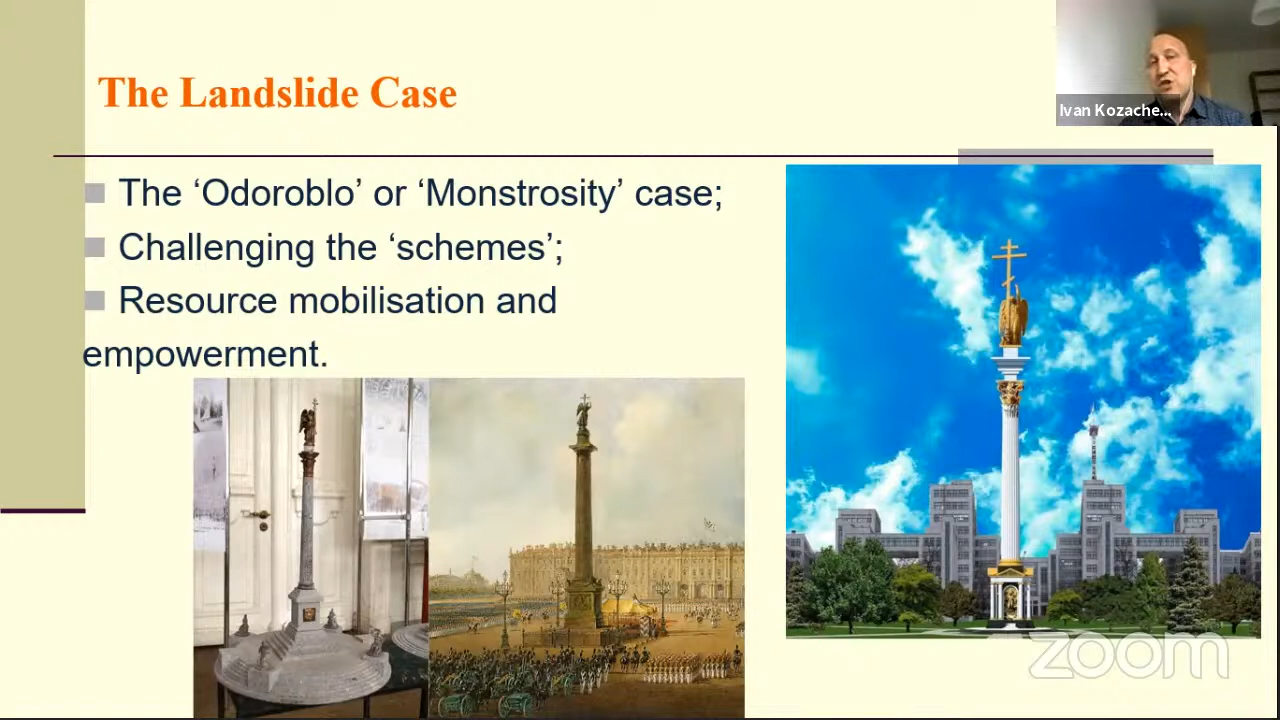 The Landslide Case
Ivan Kozache...
The ‘Odoroblo’ or ‘Monstrosity’ case;
Challenging the ‘schemes’;
Resource mobilisation and
empowerment.
zoom